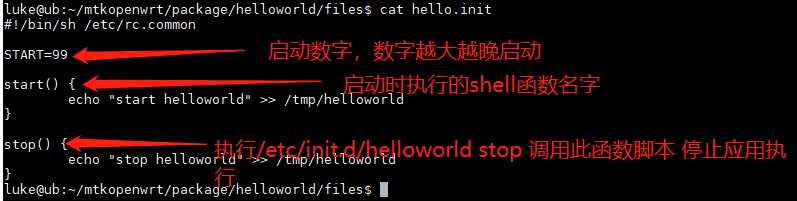 luke@ub:~/mtkopenwrt/package/helloworld/files$ cat hello.init
#!/bin/sh /etc/rc.common
START=99
启动数字，数字越大越晚启动
start() {
启动时执行的shell函数名字
echo "start helloworld" >> /tmp/helloworld
}
stop() {
执行/etc/init.d/helloworld stop 调用此函数脚本 停止应用执
行
echo "stop helloworld" >> /tmp/helloworld
}
luke@ub:~/mtkopenwrt/package/helloworld/files$